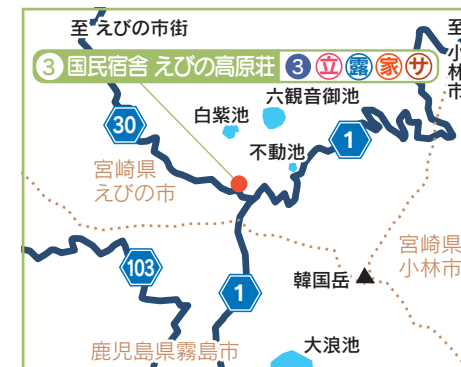 至 えびの市街
至小林市
③ 国民宿舎 えびの高原荘 ❸ 立 露 家 サ
六観音御池
白紫池
30
不動池
1
宮崎県
えびの市
宮崎県
小林市
103
韓国岳
1
大浪池
鹿児島県霧島市